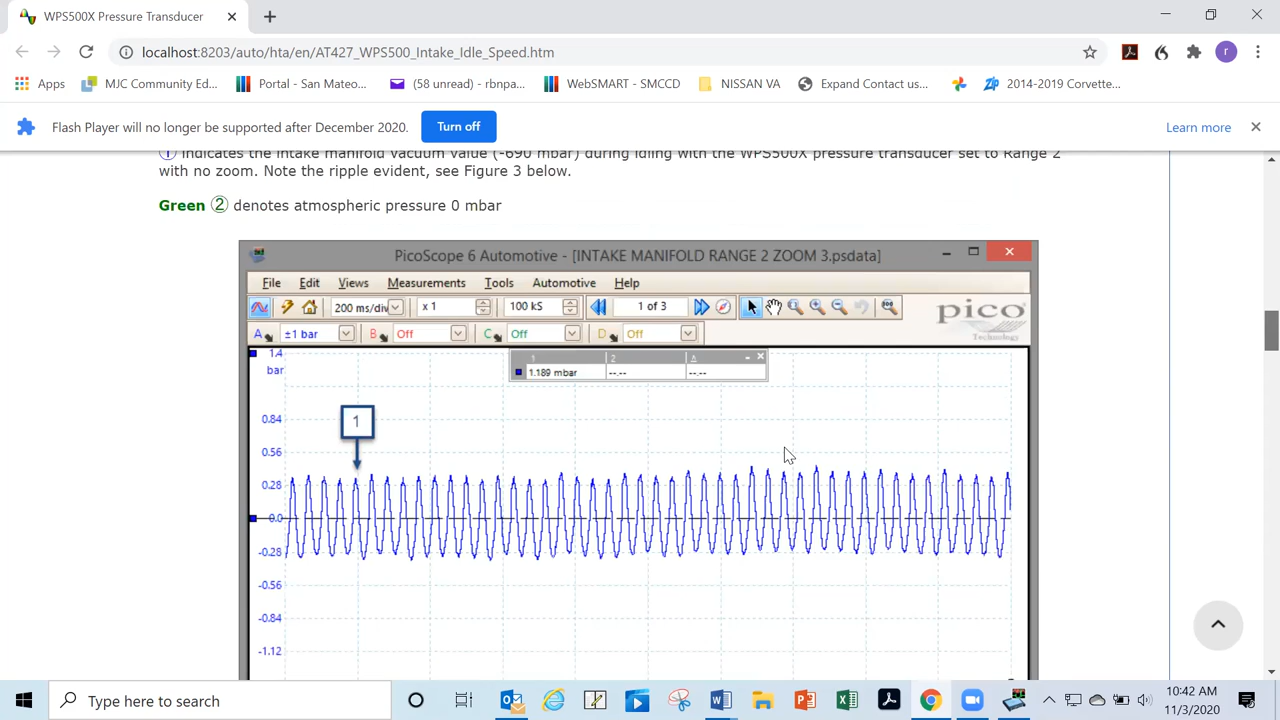 WPS500X Pressure Transducer
localhost:8203/auto/hta/en/AT427_WPS500_Intake_Idle_Speed.htm
r
Apps
MJC Community Ed...
Portal - San Mateo...
(58 unread) - rbnpa...
WebSMART - SMCCD
NISSAN VA
Expand Contact us...
2014-2019 Corvette...
Flash Player will no longer be supported after December 2020.
Turn off
Learn more
1 Indicates the intake manifold vacuum value (-690 mbar) during idling with the WPS500X pressure transducer set to Range 2
with no zoom. Note the ripple evident, see Figure 3 below.
Green ② denotes atmospheric pressure 0 mbar
PicoScope 6 Automotive - [INTAKE MANIFOLD RANGE 2 ZOOM 3.psdata]
File Edit Views Measurements Tools Automotive Help
200 ms/div x 1 100 kS 1 of 3
pico
Technology
A ±1 bar B Off C Off D Off
1 2 Δ
1.189 mbar --.-- --.--
1.4
bar
0.84
0.56
0.28
0.0
-0.28
-0.56
-0.84
-1.12
1
Type here to search
10:42 AM
11/3/2020